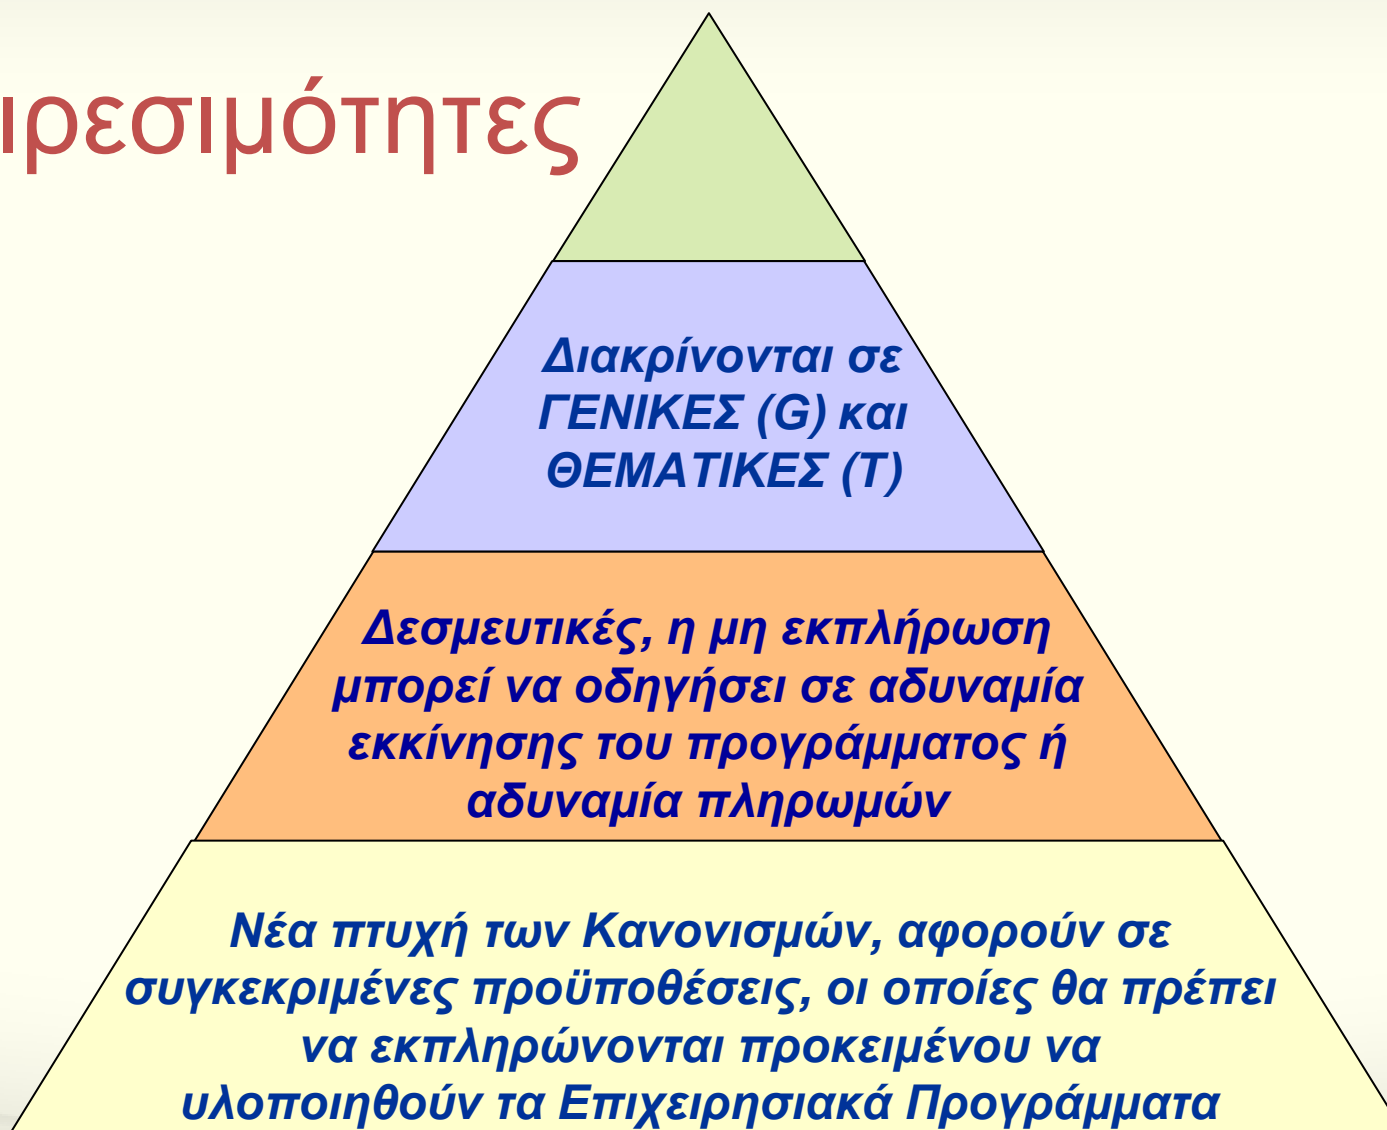 ιρεσιμότητες
Διακρίνονται σε
ΓΕΝΙΚΕΣ (G) και
ΘΕΜΑΤΙΚΕΣ (Τ)
Δεσμευτικές, η μη εκπλήρωση
μπορεί να οδηγήσει σε αδυναμία
εκκίνησης του προγράμματος ή
αδυναμία πληρωμών
Νέα πτυχή των Κανονισμών, αφορούν σε
συγκεκριμένες προϋποθέσεις, οι οποίες θα πρέπει
να εκπληρώνονται προκειμένου να
υλοποιηθούν τα Επιχειρησιακά Προγράμματα